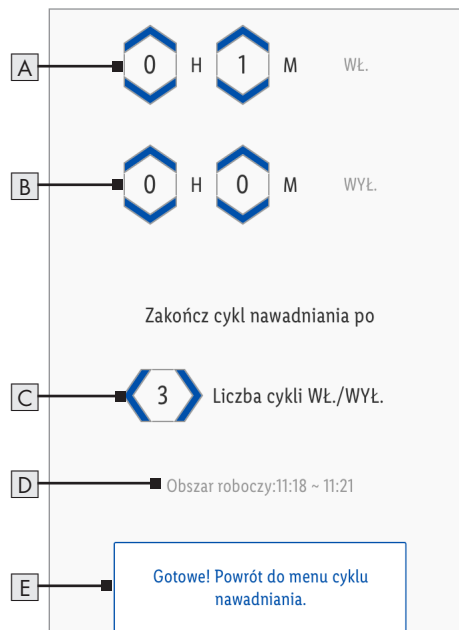 A 0 H 1 M WŁ.
B 0 H 0 M WYŁ.
Zakończ cykl nawadniania po
C 3 Liczba cykli WŁ./WYŁ.
D Obszar roboczy:11:18 ~ 11:21
E Gotowe! Powrót do menu cyklu
nawadniania.